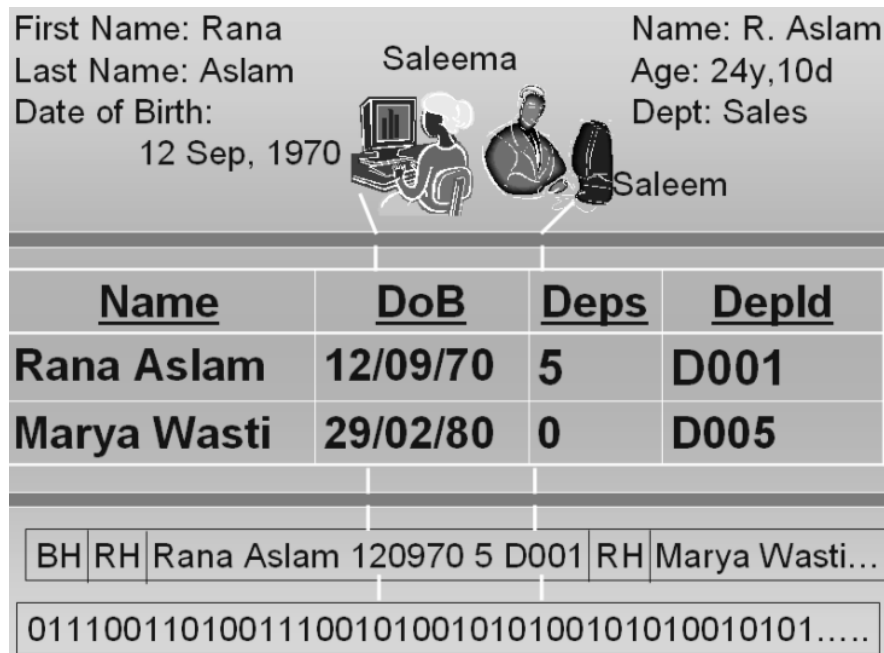 First Name: Rana
Last Name: Aslam
Date of Birth:
12 Sep, 1970
Saleema
Name: R. Aslam
Age: 24y,10d
Dept: Sales
Saleem
Name DoB Deps DepId
Rana Aslam 12/09/70 5 D001
Marya Wasti 29/02/80 0 D005
BH RH Rana Aslam 120970 5 D001 RH Marya Wasti...
0111001101001110010100101010010101001010​1.....